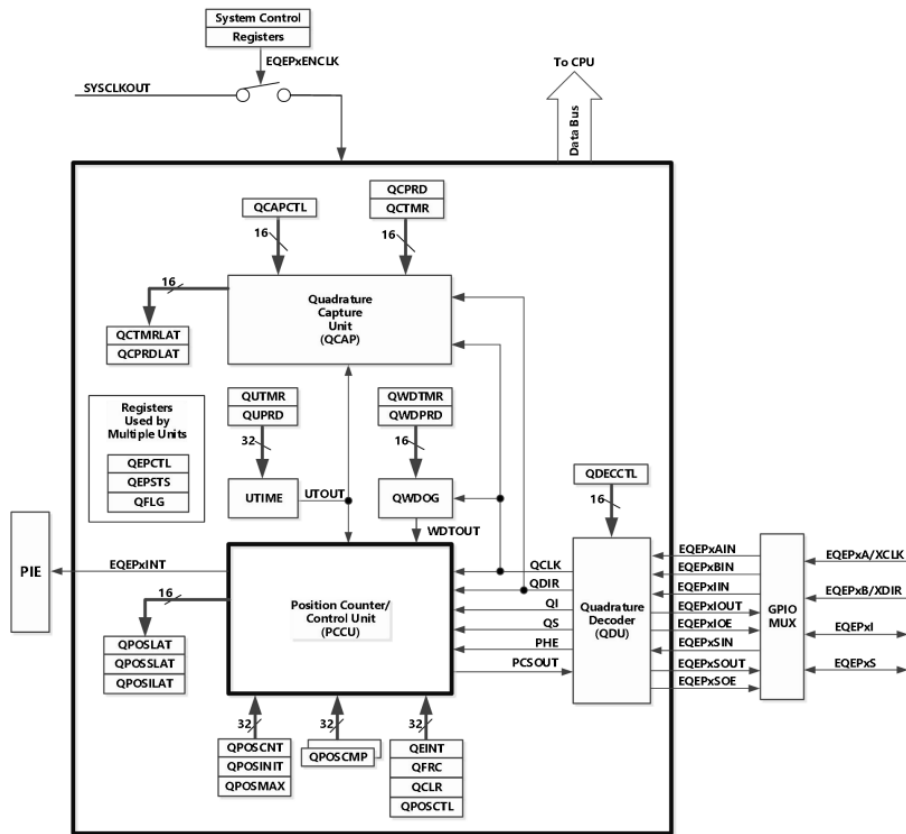 System Control
Registers
EQEPxENCLK
SYSCLKOUT
To CPU
Data Bus
QCAPCTL
16
QCPRD
QCTMR
16
16
Quadrature
Capture
Unit
(QCAP)
QCTMRLAT
QCPRDLAT
Registers
Used by
Multiple Units
QEPCTL
QEPSTS
QFLG
QUTMR
QUPRD
32
QWDTMR
QWDPRD
16
UTIME
UTOUT
QWDOG
WDTOUT
QDECCTL
16
PIE
EQEPxINT
16
QPOSLAT
QPOSSLAT
QPOSILAT
Position Counter/
Control Unit
(PCCU)
QCLK
QDIR
QI
QS
PHE
PCSOUT
Quadrature
Decoder
(QDU)
EQEPxAIN
EQEPxBIN
EQEPxIIN
EQEPxIOUT
EQEPxIOE
EQEPxSIN
EQEPxSOUT
EQEPxSOE
GPIO
MUX
EQEPxA/XCLK
EQEPxB/XDIR
EQEPxI
EQEPxS
32
QPOSCNT
QPOSINIT
QPOSMAX
32
QPOSCMP
32
QEINT
QFRC
QCLR
QPOSCTL